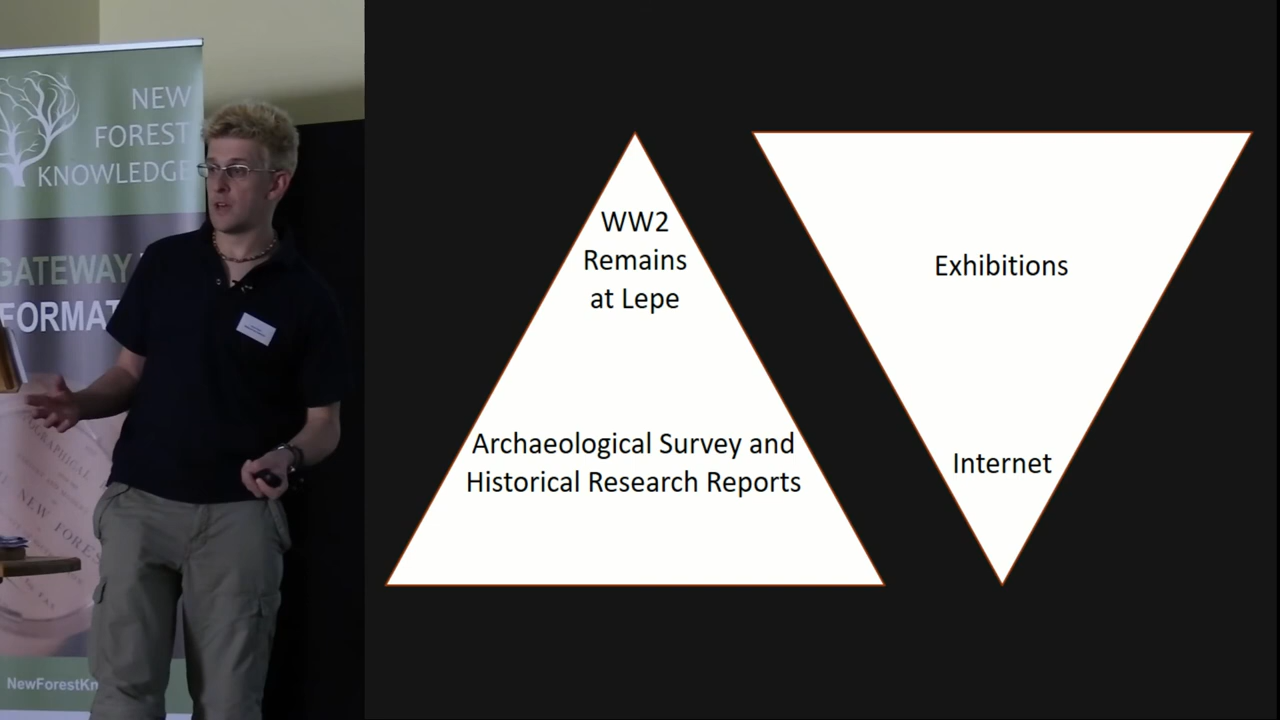 NEW
FOREST
KNOWLEDGE
GATEWAY
FORMAT
NewForestKn
WW2
Remains
at Lepe
Archaeological Survey and
Historical Research Reports
Exhibitions
Internet